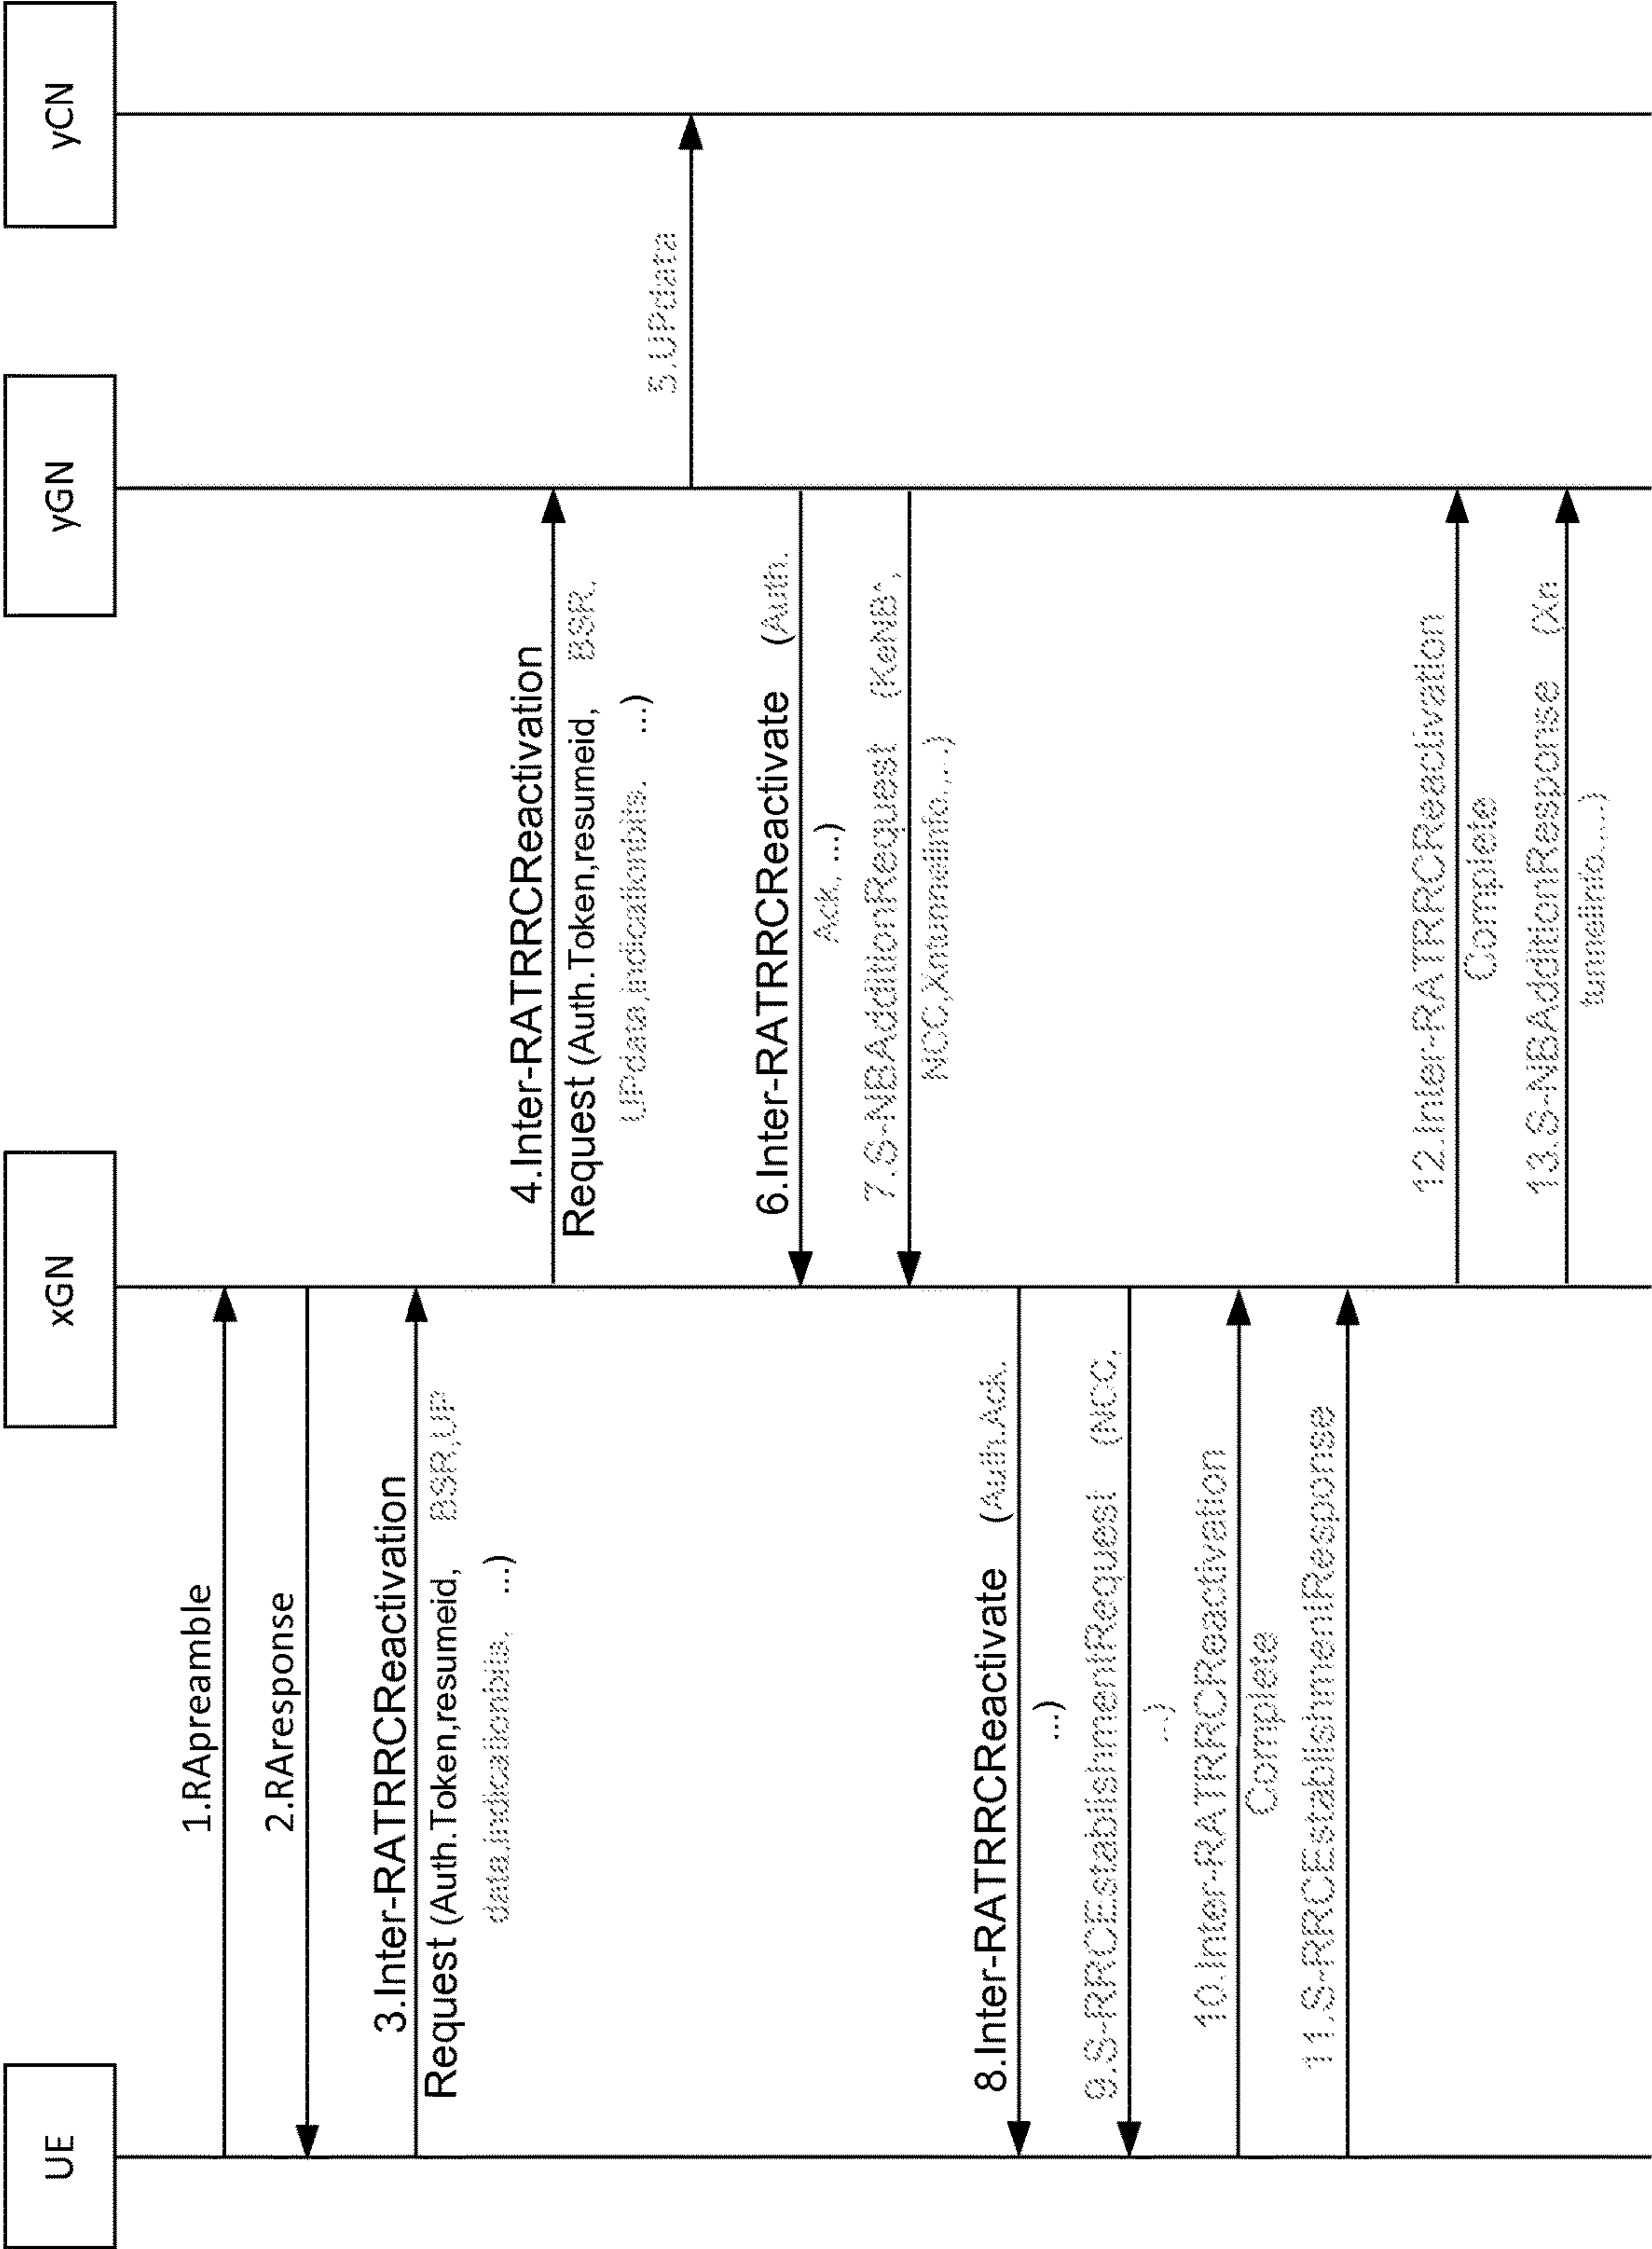 UE
xGN
yGN
yCN
1.RApreamble
2.RAresponse
3.Inter-RATRRCReactivation
Request (Auth.Token,resumeid, BSR,UP
data,indicationbits, ...)
4.Inter-RATRRCReactivation
Request (Auth.Token,resumeid, BSR,
UPdata,indicationbits, ...)
5.UPdata
6.Inter-RATRRCReactivate (Auth.
Ack., ...)
7.S-NBAdditionRequest (KeNB*,
NCC,Xntunnelinfo,...)
8.Inter-RATRRCReactivate (Auth.Ack.
...)
9.S-RRCEstablishmentRequest (NCC,
...)
10.Inter-RATRRCReactivation
Complete
11.S-RRCEstablishmentResponse
12.Inter-RATRRCReactivation
Complete
13.S-NBAdditionResponse (Xn
tunnelinfo,...)